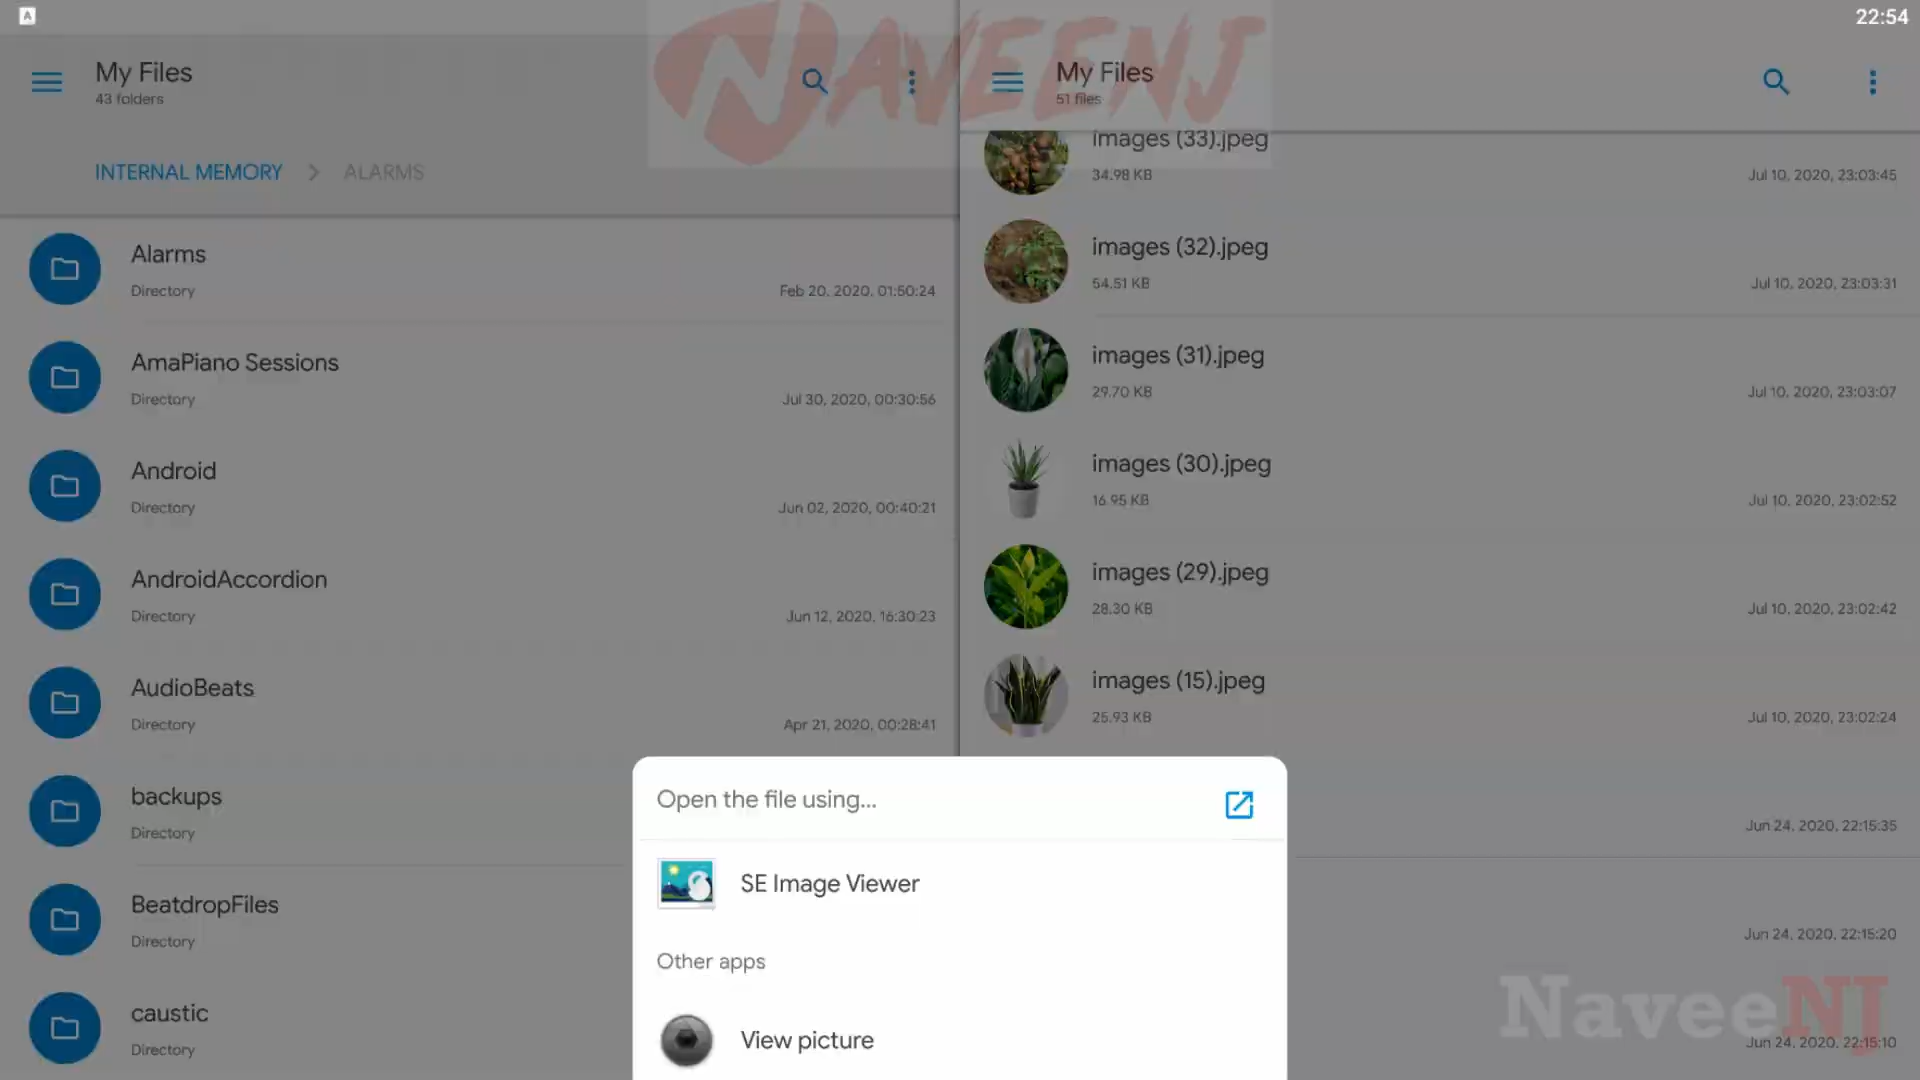 A
22:54
NAVEENJ
My Files
43 folders
INTERNAL MEMORY > ALARMS
Alarms
Directory
Feb 20, 2020, 01:50:24
AmaPiano Sessions
Directory
Jul 30, 2020, 00:30:56
Android
Directory
Jun 02, 2020, 00:40:21
AndroidAccordion
Directory
Jun 12, 2020, 16:30:23
AudioBeats
Directory
Apr 21, 2020, 00:28:41
backups
Directory
BeatdropFiles
Directory
caustic
Directory
My Files
51 files
images (33).jpeg
34.98 KB
Jul 10, 2020, 23:03:45
images (32).jpeg
54.51 KB
Jul 10, 2020, 23:03:31
images (31).jpeg
29.70 KB
Jul 10, 2020, 23:03:07
images (30).jpeg
16.95 KB
Jul 10, 2020, 23:02:52
images (29).jpeg
28.30 KB
Jul 10, 2020, 23:02:42
images (15).jpeg
25.93 KB
Jul 10, 2020, 23:02:24
Jun 24, 2020, 22:15:35
Jun 24, 2020, 22:15:20
Jun 24, 2020, 22:15:10
Open the file using...
SE Image Viewer
Other apps
View picture
NaveeNJ